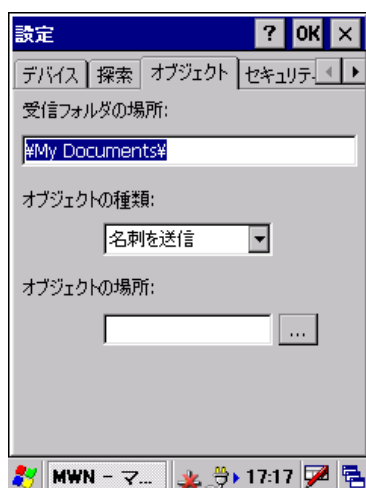 設定 ? OK ×
デバイス 探索 オブジェクト セキュリテ
受信フォルダの場所:
¥My Documents¥
オブジェクトの種類:
名刺を送信
オブジェクトの場所:
...
MWN - マ... 17:17